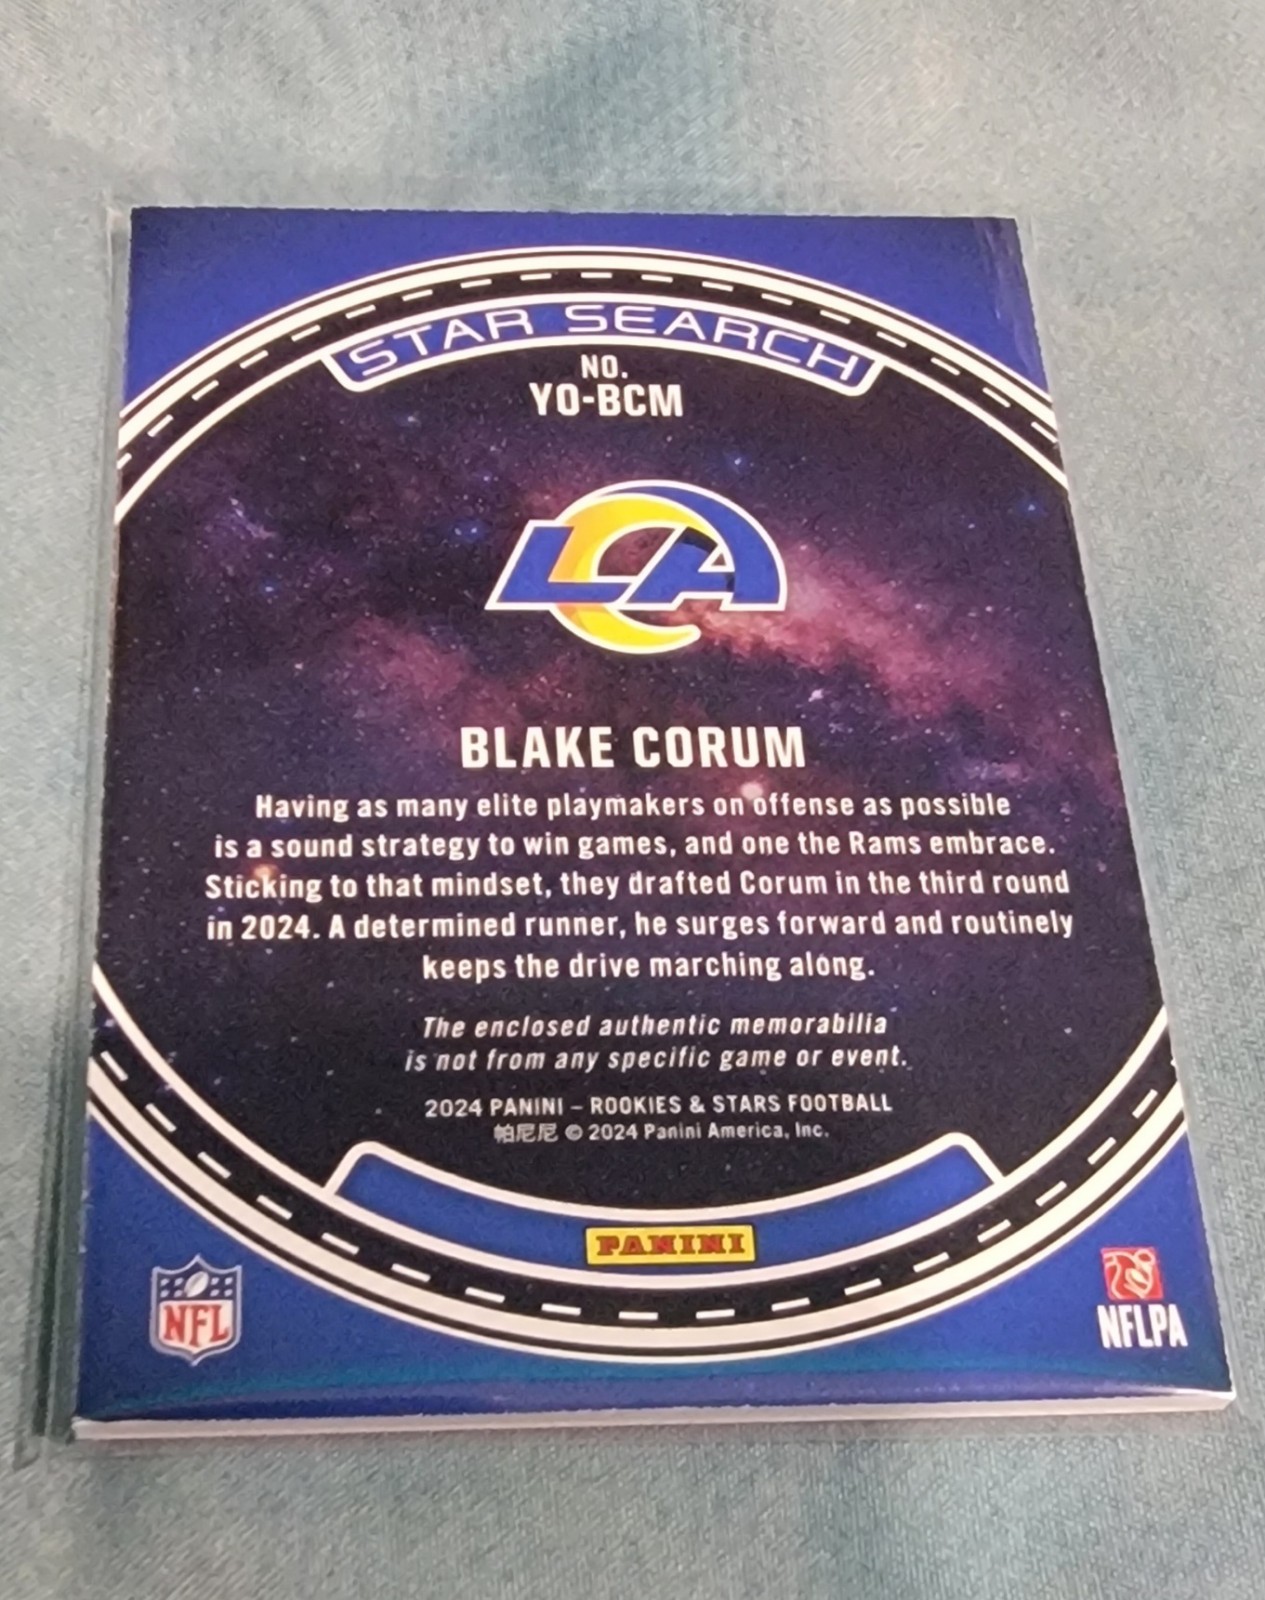 STAR SEARCH
NO.
YO-BCM
LA
BLAKE CORUM
Having as many elite playmakers on offense as possible
is a sound strategy to win games, and one the Rams embrace.
Sticking to that mindset, they drafted Corum in the third round
in 2024. A determined runner, he surges forward and routinely
keeps the drive marching along.
The enclosed authentic memorabilia
is not from any specific game or event.
2024 PANINI – ROOKIES & STARS FOOTBALL
帕尼尼 © 2024 Panini America, Inc.
PANINI
NFL
NFLPA